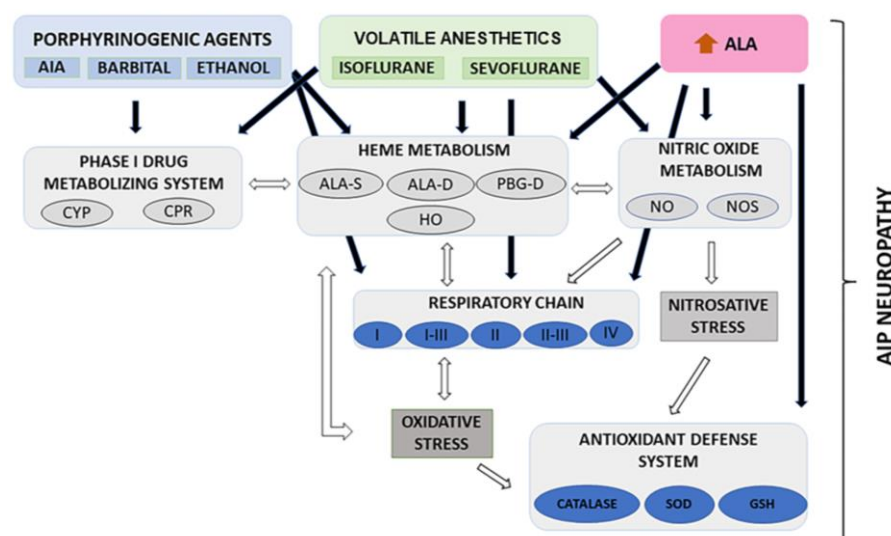 PORPHYRINOGENIC AGENTS
AIA BARBITAL ETHANOL
VOLATILE ANESTHETICS
ISOFLURANE SEVOFLURANE
ALA
PHASE I DRUG
METABOLIZING SYSTEM
CYP CPR
HEME METABOLISM
ALA-S ALA-D PBG-D
HO
NITRIC OXIDE
METABOLISM
NO NOS
RESPIRATORY CHAIN
I I-III II II-III IV
NITROSATIVE
STRESS
OXIDATIVE
STRESS
ANTIOXIDANT DEFENSE
SYSTEM
CATALASE SOD GSH
AIP NEUROPATHY